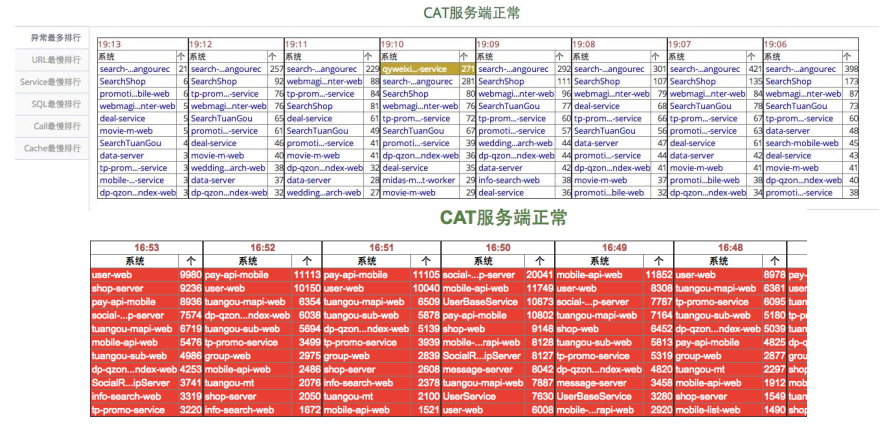 CAT服务端正常
异常最多排行
URL最慢排行
Service最慢排行
SQL最慢排行
Call最慢排行
Cache最慢排行
19:13 19:12 19:11 19:10 19:09 19:08 19:07 19:06
系统 个 系统 个 系统 个 系统 个 系统 个 系统 个 系统 个 系统 个
search-...angourec 21 search-...angourec 257 search-...angourec 229 qyweixi...-service 271 search-...angourec 292 search-...angourec 301 search-...angourec 421 search-...angourec 398
SearchShop 6 SearchShop 92 webmagi...nter-web 88 search-...angourec 281 SearchShop 111 SearchShop 107 SearchShop 135 SearchShop 173
promoti...bile-web 6 tp-prom...-service 76 tp-prom...-service 84 SearchShop 80 webmagi...nter-web 96 webmagi...nter-web 79 webmagi...nter-web 84 webmagi...nter-web 87
webmagi...nter-web 5 webmagi...nter-web 76 SearchShop 81 webmagi...nter-web 76 SearchTuanGou 77 deal-service 68 SearchTuanGou 78 SearchTuanGou 73
deal-service 5 SearchTuanGou 65 deal-service 61 tp-prom...-service 72 tp-prom...-service 60 tp-prom...-service 66 tp-prom...-service 67 tp-prom...-service 60
movie-m-web 5 promoti...-service 61 SearchTuanGou 49 SearchTuanGou 67 promoti...-service 57 SearchTuanGou 56 promoti...-service 63 data-server 48
SearchTuanGou 4 deal-service 46 promoti...-service 41 promoti...-service 39 wedding...arch-web 44 data-server 47 deal-service 61 search-mobile-web 45
data-server 3 movie-m-web 40 movie-m-web 41 dp-qzon...ndex-web 36 dp-qzon...ndex-web 44 promoti...-service 44 data-server 42 deal-service 43
tp-prom...-service 3 wedding...arch-web 38 dp-qzon...ndex-web 32 deal-service 35 data-server 42 dp-qzon...ndex-web 41 movie-m-web 41 movie-m-web 41
mobile-...-service 3 data-server 37 data-server 28 midas-m...t-worker 29 info-search-web 38 movie-m-web 37 promoti...bile-web 38 dp-qzon...ndex-web 40
dp-qzon...ndex-web 3 dp-qzon...ndex-web 32 wedding...arch-web 27 movie-m-web 29 deal-service 36 promoti...bile-web 32 dp-qzon...ndex-web 34 promoti...-service 38
CAT服务端正常
16:53 16:52 16:51 16:50 16:49 16:48
系统 个 系统 个 系统 个 系统 个 系统 个 系统 个
user-web 9980 pay-api-mobile 11113 pay-api-mobile 11105 social-...p-server 20041 mobile-api-web 11852 user-web 8978 pay-
shop-server 9236 user-web 10150 user-web 10040 mobile-api-web 11749 user-web 8308 tuangou-mapi-web 6361 user
pay-api-mobile 8936 tuangou-mapi-web 6354 tuangou-mapi-web 6509 UserBaseService 10873 social-...p-server 7787 tp-promo-service 6095 tuan
social-...p-server 7574 dp-qzon...ndex-web 6038 tuangou-sub-web 5878 pay-api-mobile 10802 tuangou-mapi-web 7164 tuangou-sub-web 5180 tp-p
tuangou-mapi-web 6719 tuangou-sub-web 5694 dp-qzon...ndex-web 5139 shop-web 9148 shop-web 6452 dp-qzon...ndex-web 5039 tuan
mobile-api-web 5476 tp-promo-service 3499 tp-promo-service 3939 mobile-...rapi-web 8128 tuangou-sub-web 5813 pay-api-mobile 4825 dp-q
tuangou-sub-web 4986 group-web 2975 group-web 2839 SocialR...ipServer 8127 tp-promo-service 5319 group-web 2877 grou
dp-qzon...ndex-web 4253 mobile-api-web 2486 shop-server 2608 message-server 8042 dp-qzon...ndex-web 4820 tuangou-mt 2297 shop
SocialR...ipServer 3741 tuangou-mt 2076 info-search-web 2378 tuangou-mapi-web 7887 message-server 3458 mobile-api-web 1912 mob
info-search-web 3319 shop-server 2050 tuangou-mt 2100 UserService 7630 UserBaseService 3280 shop-server 1549 tuan
tp-promo-service 3220 info-search-web 1672 mobile-api-web 1521 user-web 6008 mobile-...rapi-web 2920 mobile-list-web 1490 shop